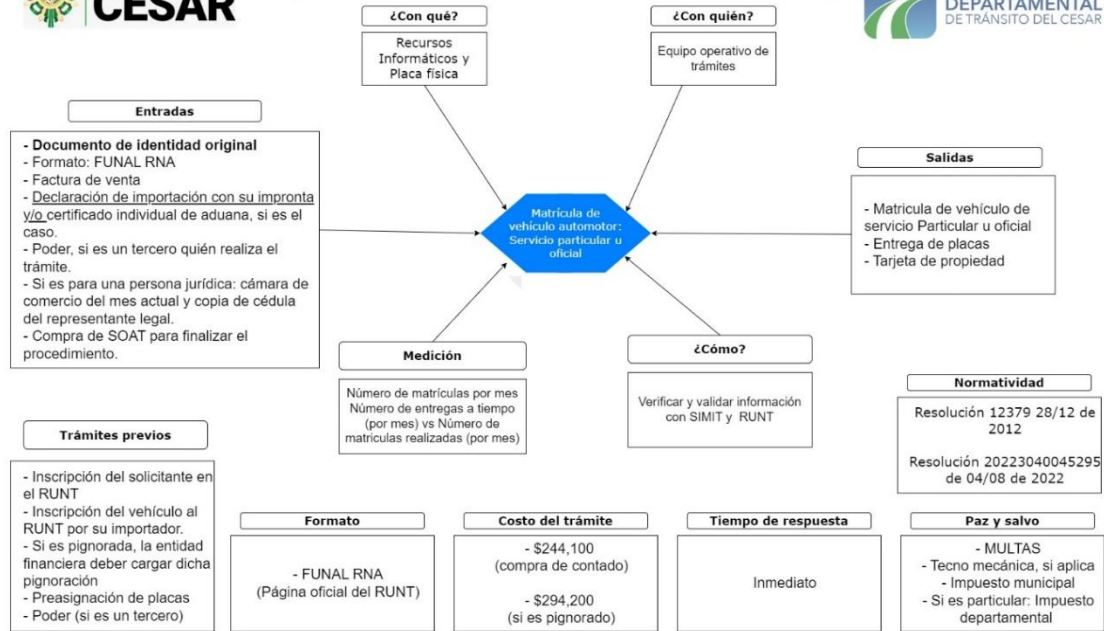 CESAR
DEPARTAMENTAL
DE TRÁNSITO DEL CESAR
¿Con qué?
Recursos
Informáticos y
Placa física
¿Con quién?
Equipo operativo de
trámites
Entradas
- Documento de identidad original
- Formato: FUNAL RNA
- Factura de venta
- Declaración de importación con su impronta
y/o certificado individual de aduana, si es el
caso.
- Poder, si es un tercero quién realiza el
trámite.
- Si es para una persona jurídica: cámara de
comercio del mes actual y copia de cédula
del representante legal.
- Compra de SOAT para finalizar el
procedimiento.
Matrícula de
vehículo automotor:
Servicio particular u
oficial
Salidas
- Matricula de vehículo de
servicio Particular u oficial
- Entrega de placas
- Tarjeta de propiedad
Medición
Número de matrículas por mes
Número de entregas a tiempo
(por mes) vs Número de
matriculas realizadas (por mes)
¿Cómo?
Verificar y validar información
con SIMIT y RUNT
Normatividad
Resolución 12379 28/12 de
2012
Resolución 20223040045295
de 04/08 de 2022
Trámites previos
- Inscripción del solicitante en
el RUNT
- Inscripción del vehículo al
RUNT por su importador.
- Si es pignorada, la entidad
financiera deber cargar dicha
pignoración
- Preasignación de placas
- Poder (si es un tercero)
Formato
- FUNAL RNA
(Página oficial del RUNT)
Costo del trámite
- $244,100
(compra de contado)
- $294,200
(si es pignorado)
Tiempo de respuesta
Inmediato
Paz y salvo
- MULTAS
- Tecno mecánica, si aplica
- Impuesto municipal
- Si es particular: Impuesto
departamental